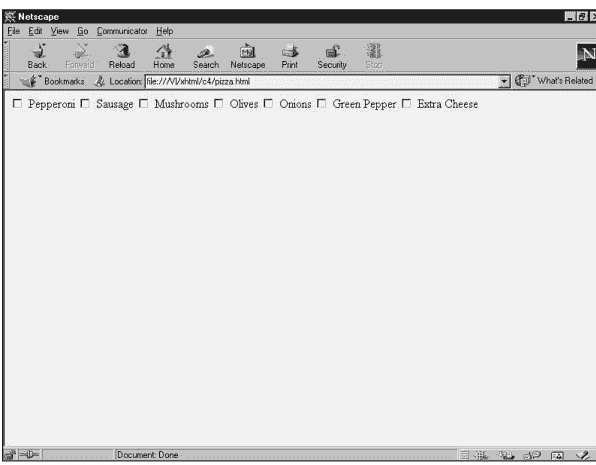 Netscape
File Edit View Go Communicator Help
Back Forward Reload Home Search Netscape Print Security Stop
Bookmarks Location: file:///V|/xhtml/c4/pizza.html What's Related
Pepperoni Sausage Mushrooms Olives Onions Green Pepper Extra Cheese
Document: Done